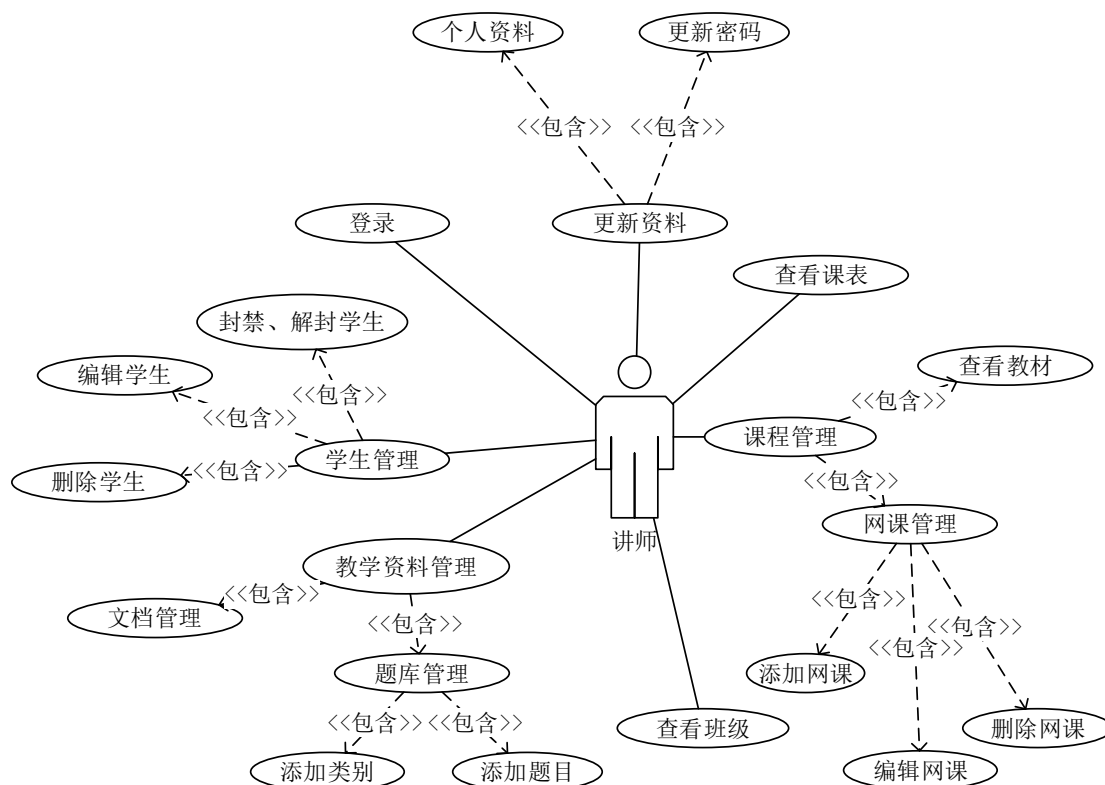 个人资料
更新密码
<<包含>>
<<包含>>
登录
更新资料
查看课表
封禁、解封学生
编辑学生
<<包含>>
查看教材
<<包含>>
<<包含>>
课程管理
学生管理
<<包含>>
删除学生
<<包含>>
网课管理
讲师
教学资料管理
<<包含>>
文档管理
<<包含>>
<<包含>>
<<包含>>
<<包含>>
题库管理
添加网课
<<包含>>
<<包含>>
查看班级
删除网课
添加类别
添加题目
编辑网课